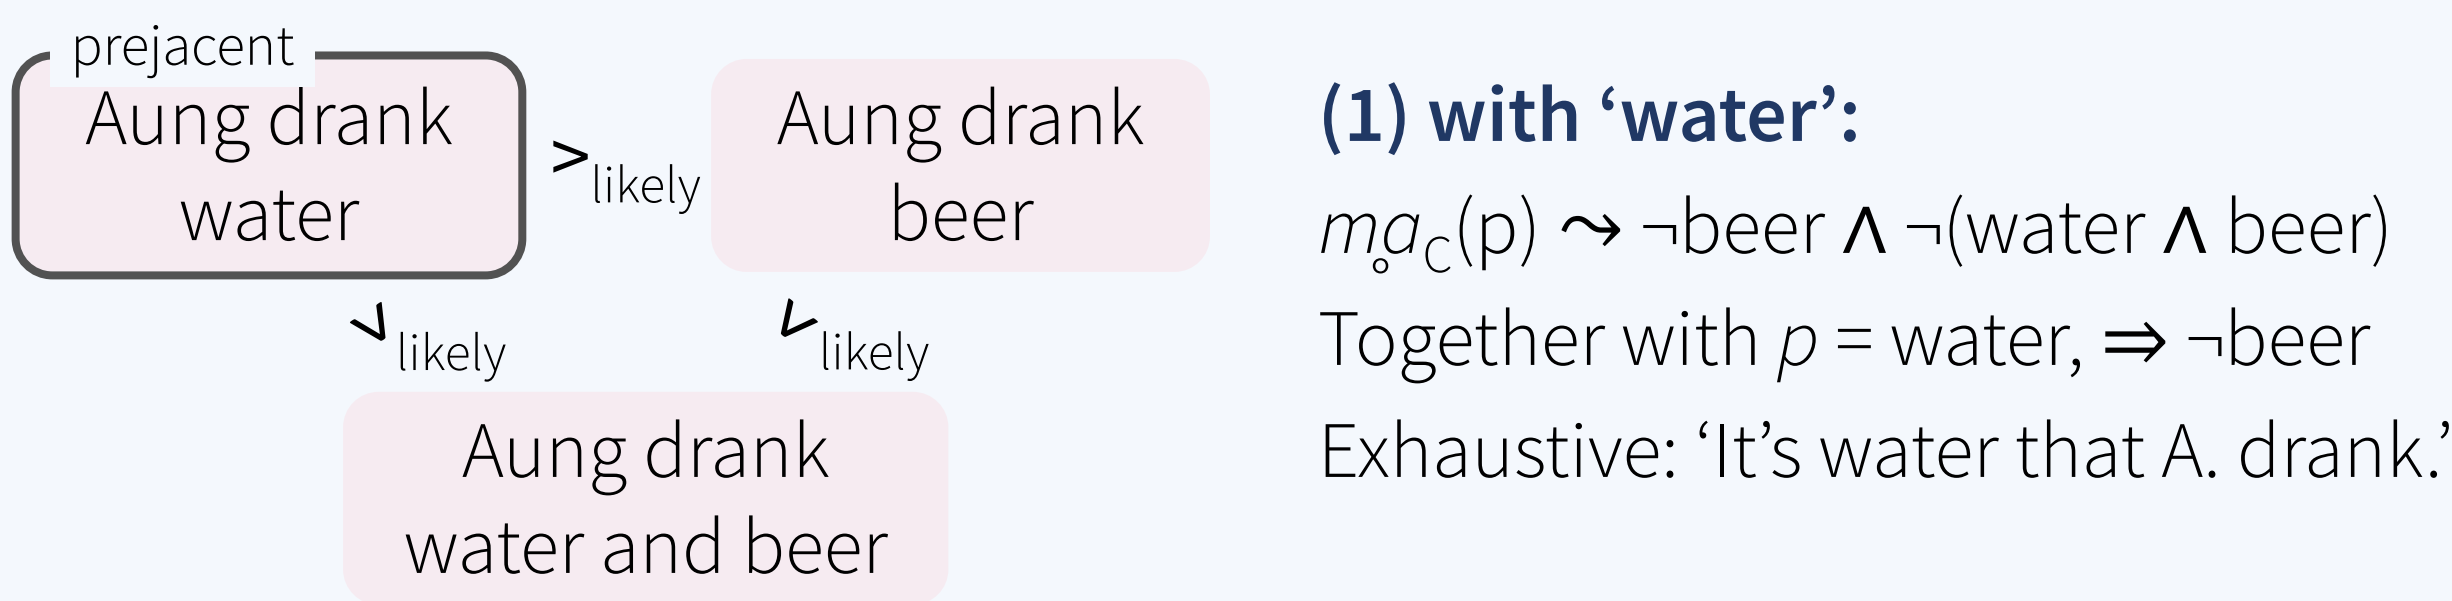 prejacent
Aung drank
water
>likely
Aung drank
beer
>likely
>likely
Aung drank
water and beer
(1) with ‘water’:
m̥aC(p) ⤳ ¬beer ∧ ¬(water ∧ beer)
Together with p = water, ⇒ ¬beer
Exhaustive: ‘It’s water that A. drank.’